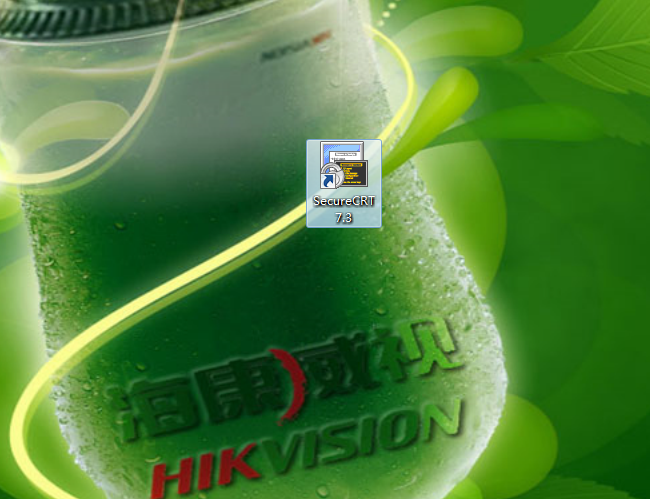 SecureCRT
7.3
海康威视
HIKVISION